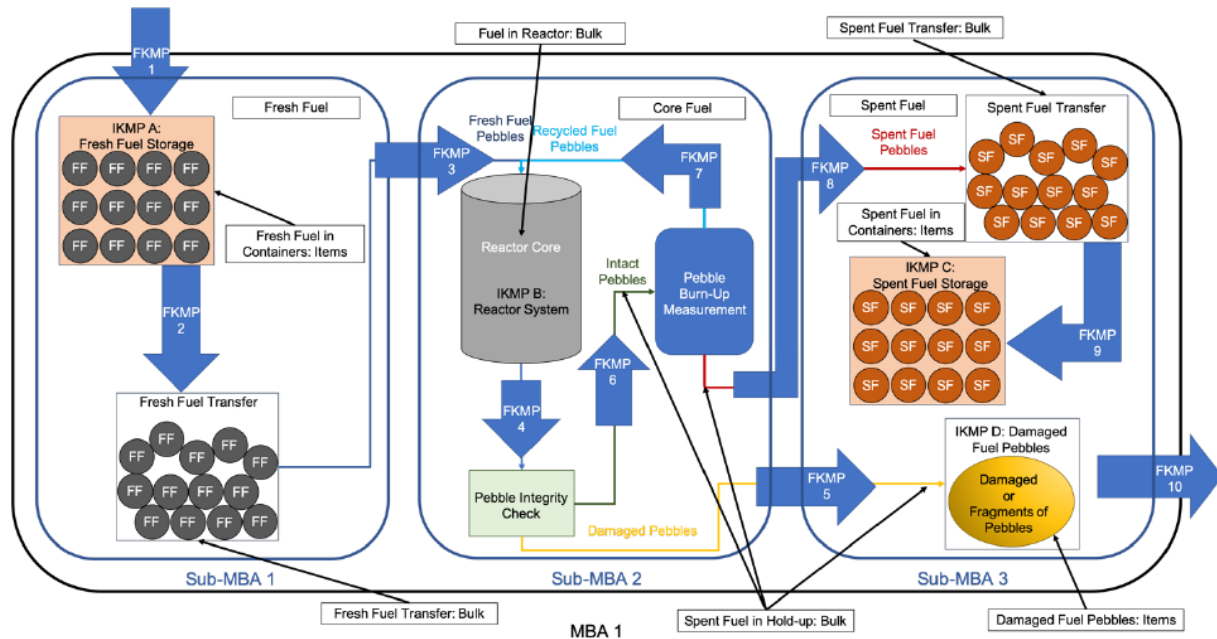 FKMP
1
Fuel in Reactor: Bulk
Spent Fuel Transfer: Bulk
Fresh Fuel
IKMP A:
Fresh Fuel Storage
FF FF FF FF
FF FF FF FF
FF FF FF FF
Fresh Fuel in
Containers: Items
FKMP
2
Fresh Fuel Transfer
FF FF
FF FF
FF FF FF FF
FF FF FF FF
Sub-MBA 1
Fresh Fuel Transfer: Bulk
Core Fuel
FKMP
3
Fresh Fuel
Pebbles
Recycled Fuel
Pebbles
FKMP
7
Reactor Core
IKMP B:
Reactor System
Intact
Pebbles
Pebble
Burn-Up
Measurement
FKMP
4
FKMP
6
Pebble Integrity
Check
Damaged Pebbles
Sub-MBA 2
Spent Fuel in Hold-up: Bulk
Spent Fuel
FKMP
8
Spent Fuel
Pebbles
Spent Fuel Transfer
SF SF
SF SF
SF SF SF SF
SF SF SF SF
Spent Fuel in
Containers: Items
IKMP C:
Spent Fuel Storage
SF SF SF SF
SF SF SF SF
SF SF SF SF
FKMP
9
FKMP
5
IKMP D: Damaged
Fuel Pebbles
Damaged
or
Fragments of
Pebbles
FKMP
10
Sub-MBA 3
Damaged Fuel Pebbles: Items
MBA 1